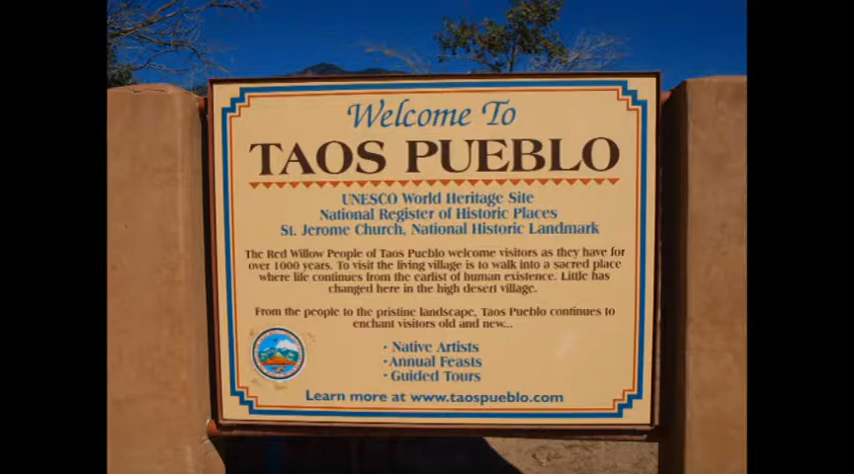 Welcome To
TAOS PUEBLO
UNESCO World Heritage Site
National Register of Historic Places
St. Jerome Church, National Historic Landmark
The Red Willow People of Taos Pueblo welcome visitors as they have for
over 1000 years. To visit the living village is to walk into a sacred place
where life continues from the earlist of human existence. Little has
changed here in the high desert village.
From the people to the pristine landscape, Taos Pueblo continues to
enchant visitors old and new...
· Native Artists
· Annual Feasts
· Guided Tours
Learn more at www.taospueblo.com